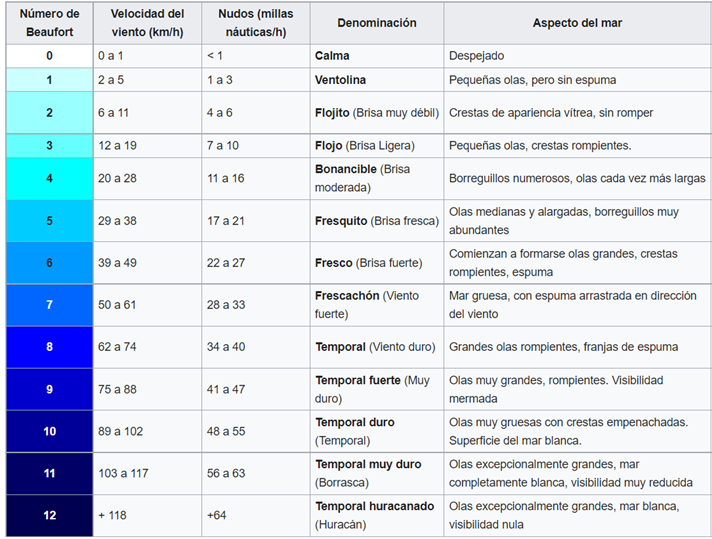 Número de Beaufort
Velocidad del viento (km/h)
Nudos (millas náuticas/h)
Denominación
Aspecto del mar
0 0 a 1 < 1 Calma Despejado
1 2 a 5 1 a 3 Ventolina Pequeñas olas, pero sin espuma
2 6 a 11 4 a 6 Flojito (Brisa muy débil) Crestas de apariencia vítrea, sin romper
3 12 a 19 7 a 10 Flojo (Brisa Ligera) Pequeñas olas, crestas rompientes.
4 20 a 28 11 a 16 Bonancible (Brisa moderada) Borreguillos numerosos, olas cada vez más largas
5 29 a 38 17 a 21 Fresquito (Brisa fresca) Olas medianas y alargadas, borreguillos muy abundantes
6 39 a 49 22 a 27 Fresco (Brisa fuerte) Comienzan a formarse olas grandes, crestas rompientes, espuma
7 50 a 61 28 a 33 Frescachón (Viento fuerte) Mar gruesa, con espuma arrastrada en dirección del viento
8 62 a 74 34 a 40 Temporal (Viento duro) Grandes olas rompientes, franjas de espuma
9 75 a 88 41 a 47 Temporal fuerte (Muy duro) Olas muy grandes, rompientes. Visibilidad mermada
10 89 a 102 48 a 55 Temporal duro (Temporal) Olas muy gruesas con crestas empenachadas. Superficie del mar blanca.
11 103 a 117 56 a 63 Temporal muy duro (Borrasca) Olas excepcionalmente grandes, mar completamente blanca, visibilidad muy reducida
12 + 118 +64 Temporal huracanado (Huracán) Olas excepcionalmente grandes, mar blanca, visibilidad nula